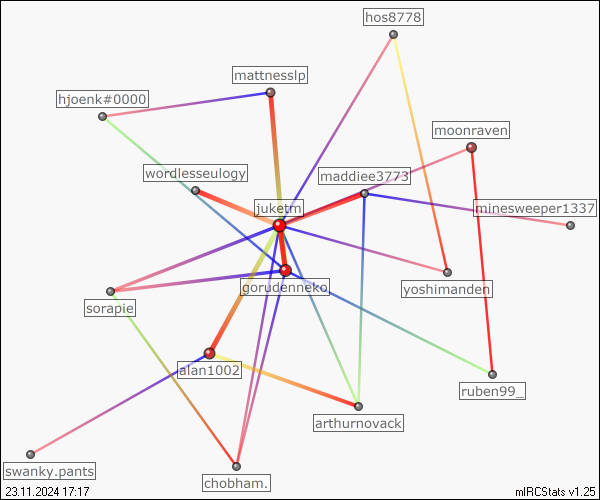 hos8778
mattnesslp
hjoenk#0000
moonraven
wordlesseulogy
maddiee3773
juketm
minesweeper1337
gorudenneko
yoshimanden
sorapie
alan1002
ruben99_
arthurnovack
swanky.pants
chobham.
23.11.2024 17:17
mIRCStats v1.25